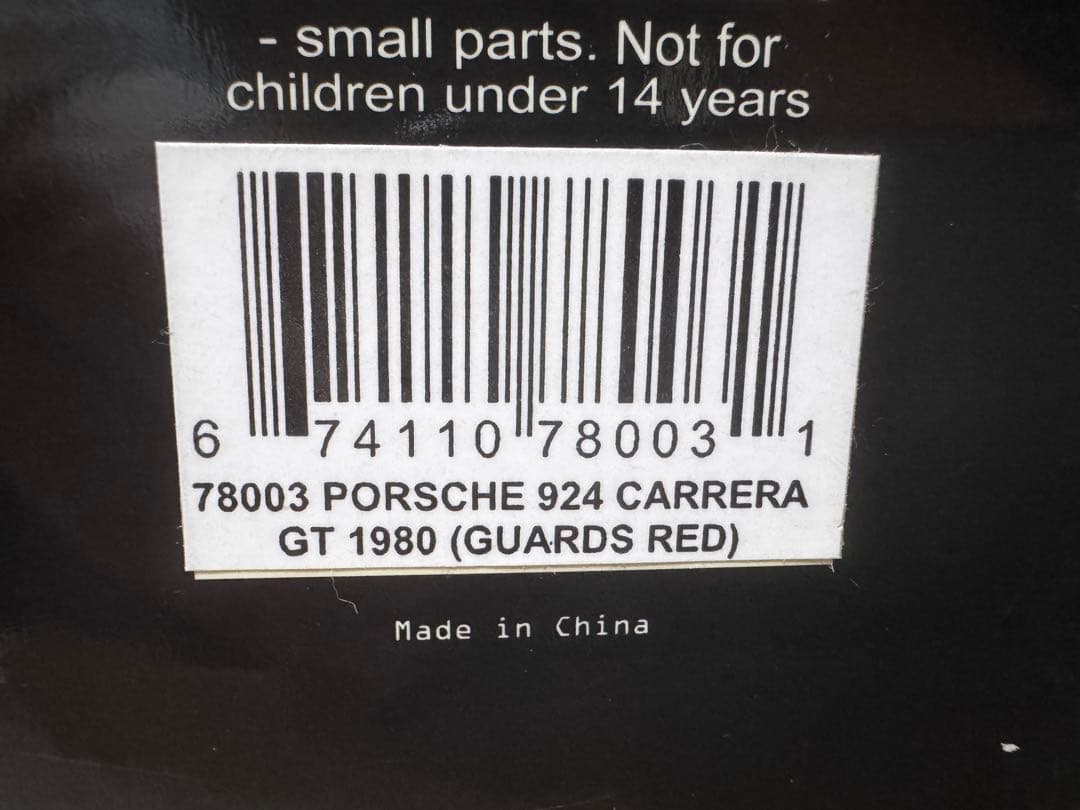 - small parts. Not for
children under 14 years
6 74110 78003 1
78003 PORSCHE 924 CARRERA
GT 1980 (GUARDS RED)
Made in China